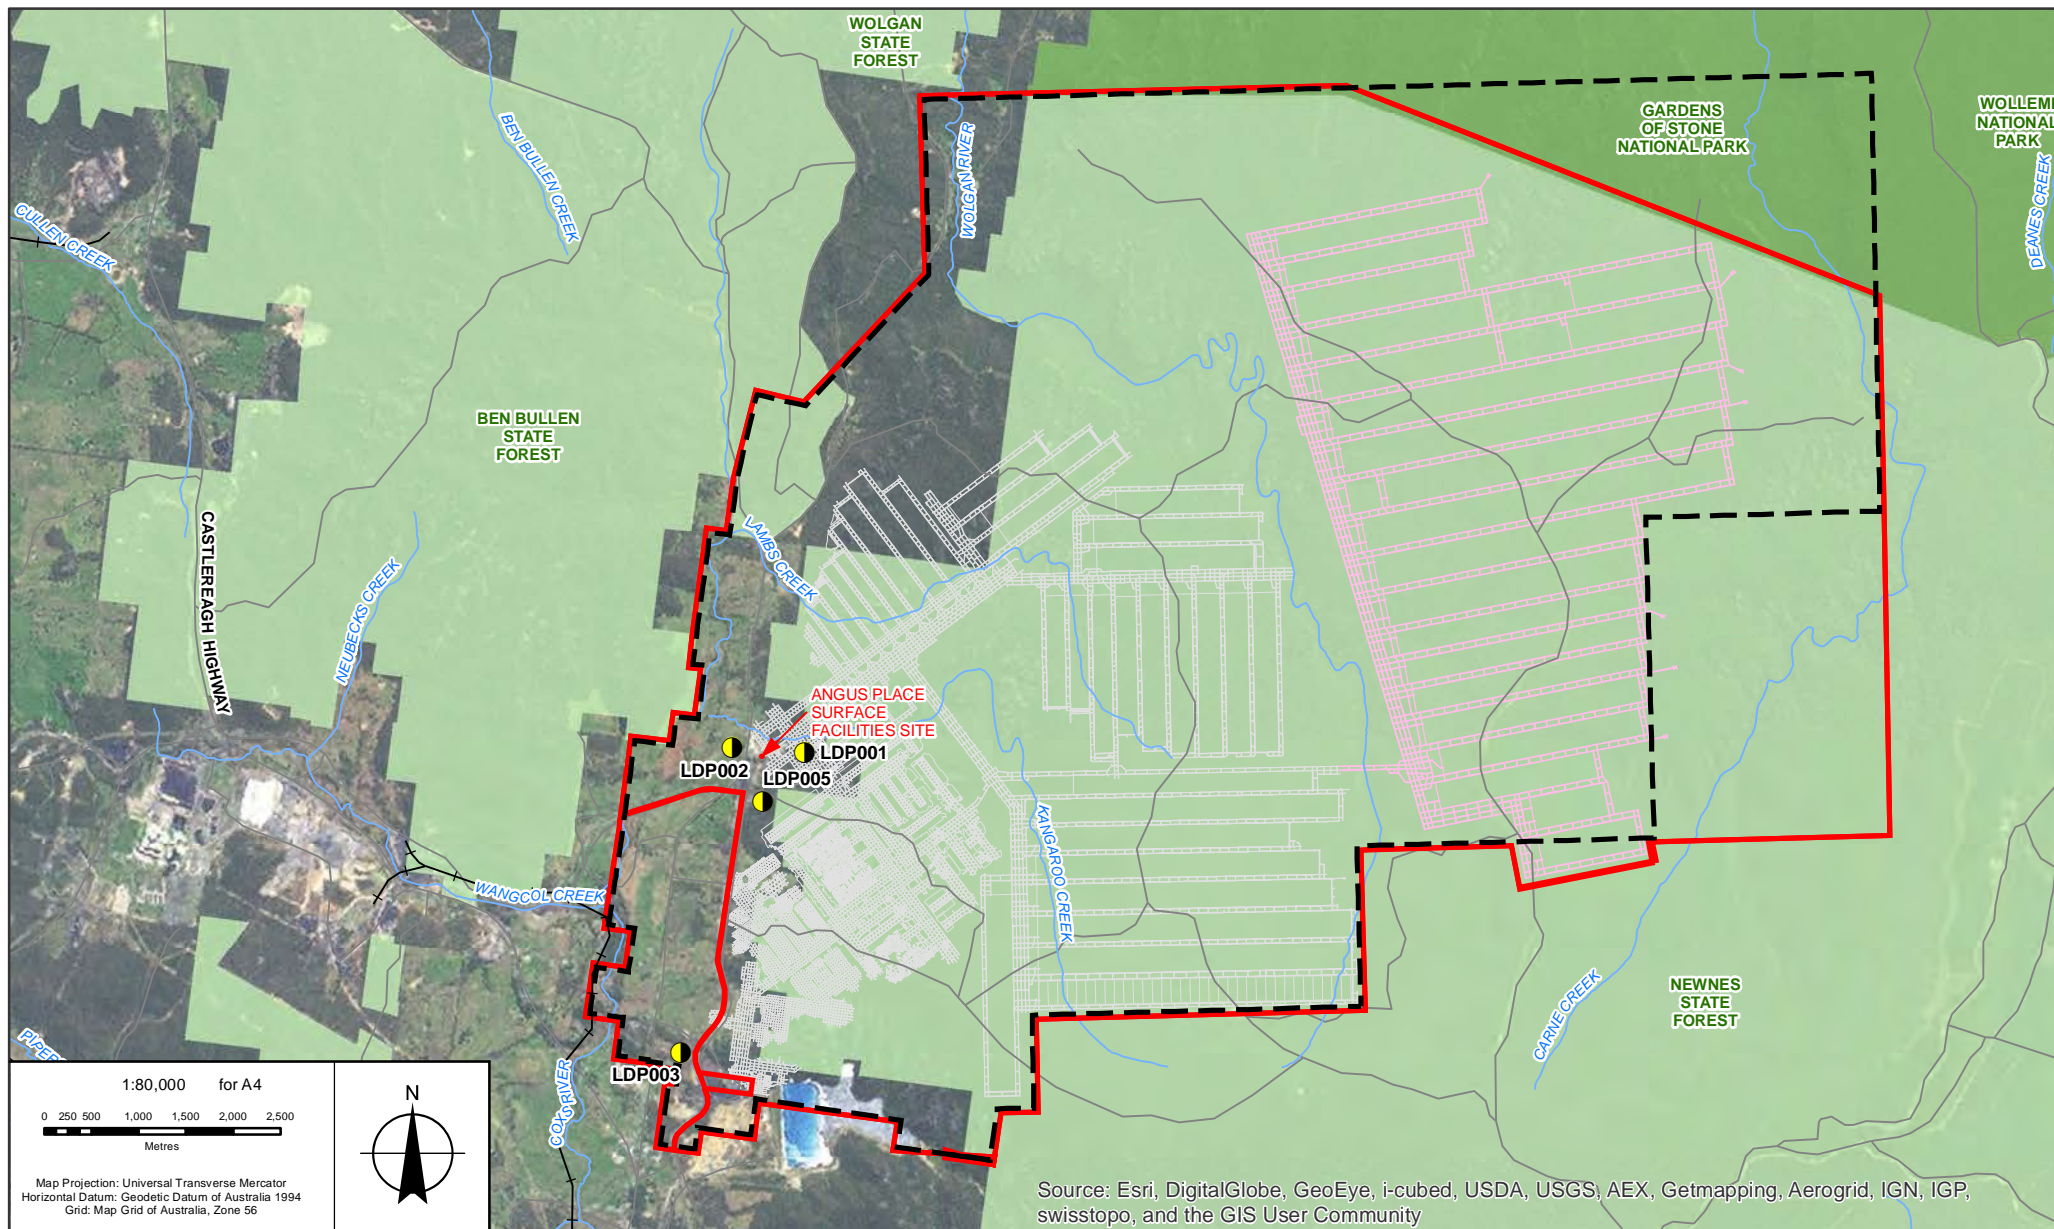 WOLGAN
STATE
FOREST
GARDENS
OF STONE
NATIONAL PARK
WOLLEMI
NATIONAL
PARK
BEN BULLEN CREEK
WOLGAN RIVER
DEANES CREEK
CULLEN CREEK
BEN BULLEN
STATE
FOREST
CASTLEREAGH HIGHWAY
NEUBECKS CREEK
LAMBS CREEK
ANGUS PLACE
SURFACE
FACILITIES SITE
LDP001
LDP002
LDP005
KANGAROO CREEK
WANGCOL CREEK
NEWNES
STATE
FOREST
CARNE CREEK
LDP003
COXS RIVER
PIPER
1:80,000 for A4
0 250 500 1,000 1,500 2,000 2,500
Metres
N
Map Projection: Universal Transverse Mercator
Horizontal Datum: Geodetic Datum of Australia 1994
Grid: Map Grid of Australia, Zone 56
Source: Esri, DigitalGlobe, GeoEye, i-cubed, USDA, USGS, AEX, Getmapping, Aerogrid, IGN, IGP,
swisstopo, and the GIS User Community